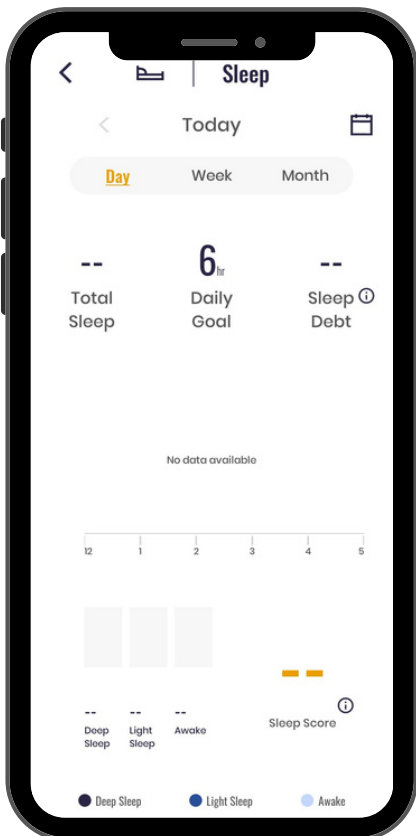 Sleep
Today
Day Week Month
-- 6hr --
Total Sleep
Daily Goal
Sleep Debt
No data available
12 1 2 3 4 5
-- -- -- --
Deep Sleep
Light Sleep
Awake
Sleep Score
Deep Sleep Light Sleep Awake